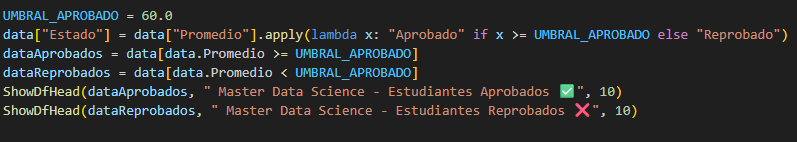 UMBRAL_APROBADO = 60.0
data["Estado"] = data["Promedio"].apply(lambda x: "Aprobado" if x >= UMBRAL_APROBADO else "Reprobado")
dataAprobados = data[data.Promedio >= UMBRAL_APROBADO]
dataReprobados = data[data.Promedio < UMBRAL_APROBADO]
ShowDfHead(dataAprobados, " Master Data Science - Estudiantes Aprobados ✅", 10)
ShowDfHead(dataReprobados, " Master Data Science - Estudiantes Reprobados ❌", 10)